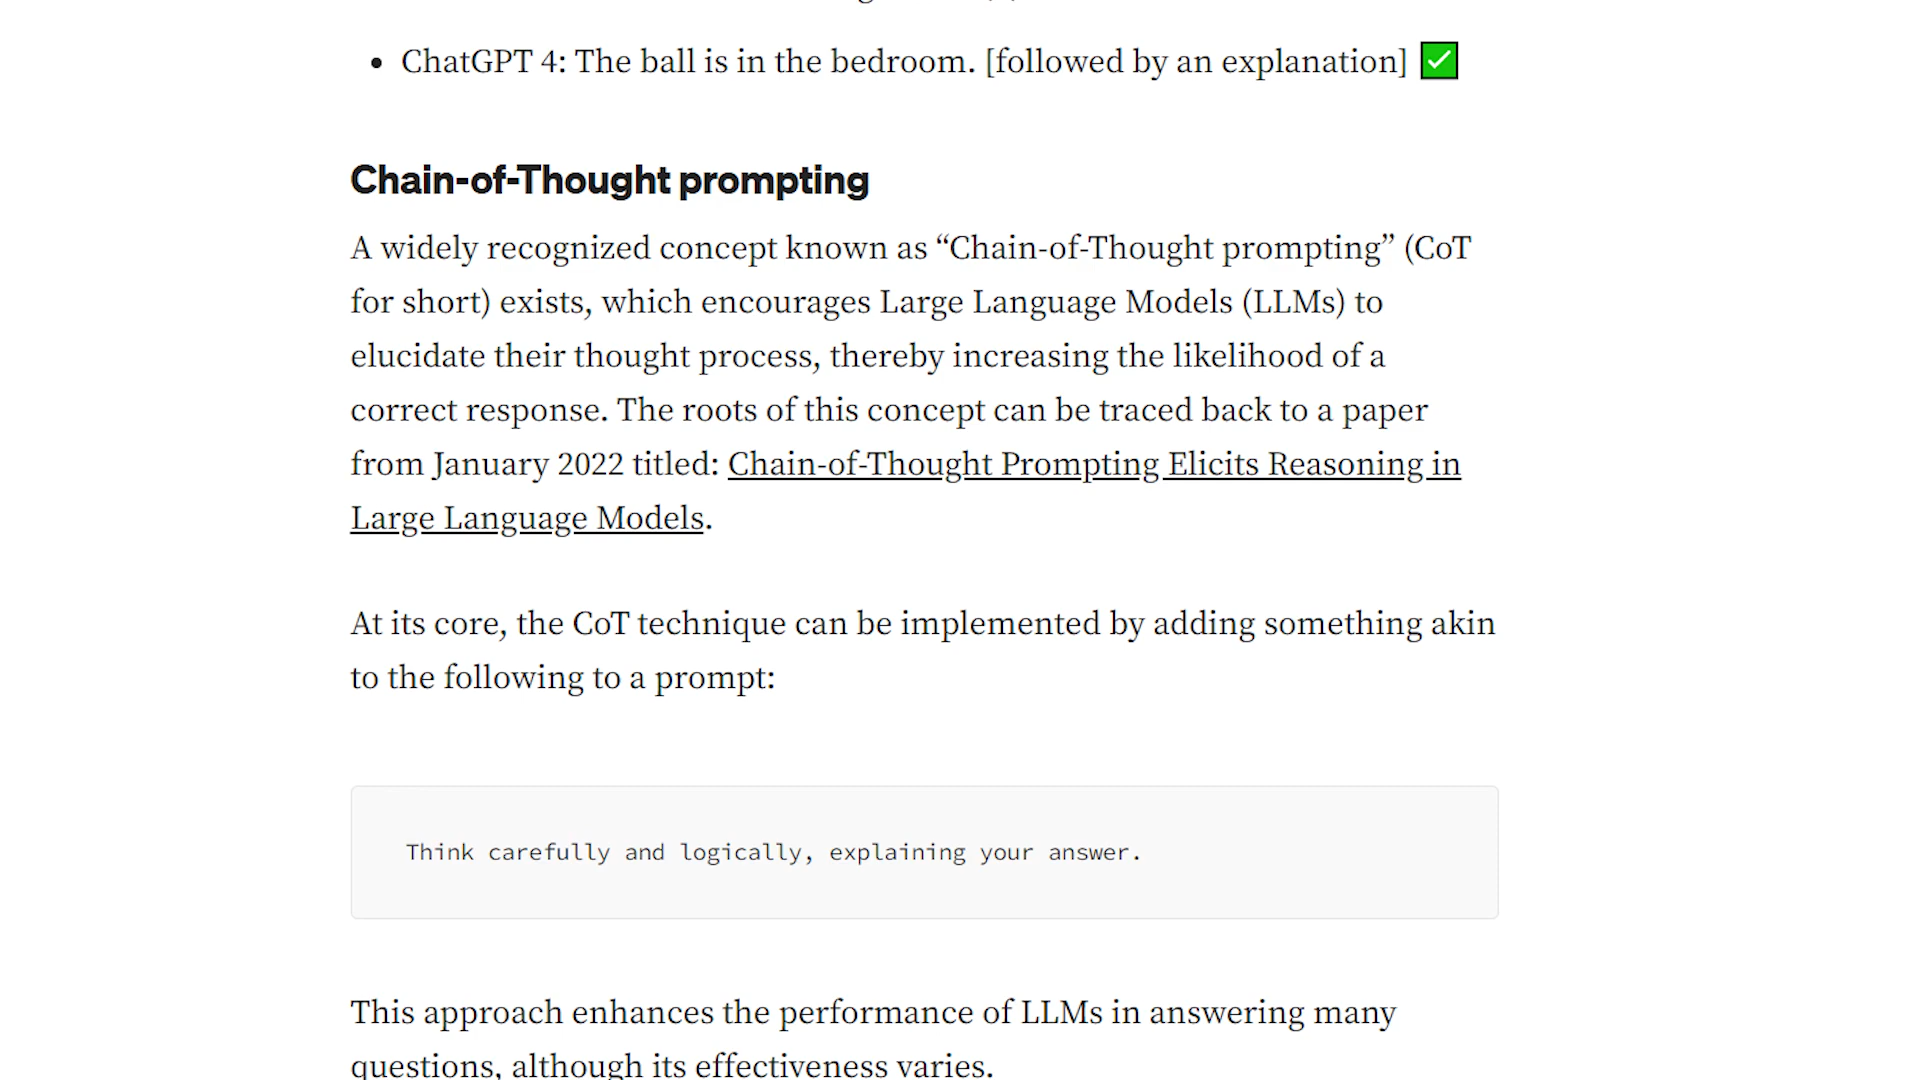 • ChatGPT 4: The ball is in the bedroom. [followed by an explanation] ✅
Chain-of-Thought prompting
A widely recognized concept known as “Chain-of-Thought prompting” (CoT
for short) exists, which encourages Large Language Models (LLMs) to
elucidate their thought process, thereby increasing the likelihood of a
correct response. The roots of this concept can be traced back to a paper
from January 2022 titled: Chain-of-Thought Prompting Elicits Reasoning in
Large Language Models.
At its core, the CoT technique can be implemented by adding something akin
to the following to a prompt:
Think carefully and logically, explaining your answer.
This approach enhances the performance of LLMs in answering many
questions, although its effectiveness varies.